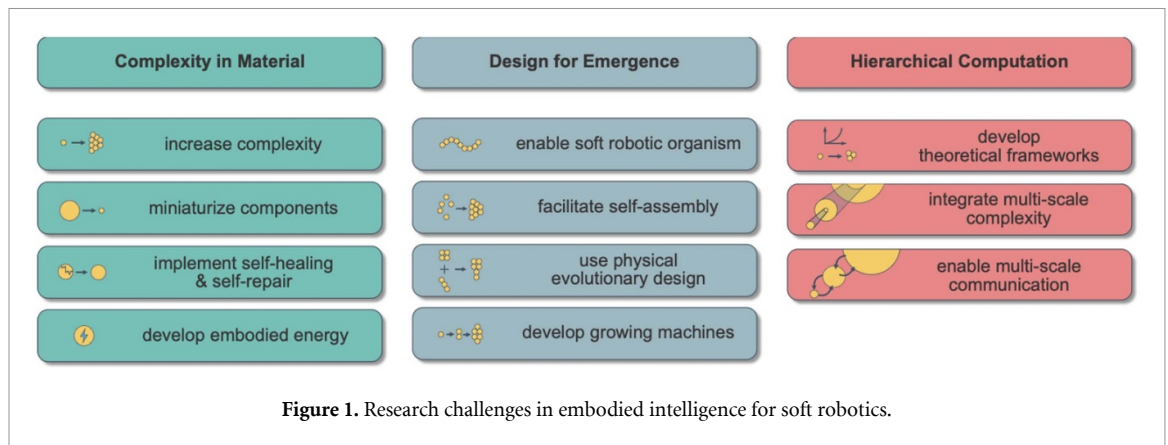 Complexity in Material
increase complexity
miniaturize components
implement self-healing
& self-repair
develop embodied energy
Design for Emergence
enable soft robotic organism
facilitate self-assembly
use physical
evolutionary design
develop growing machines
Hierarchical Computation
develop
theoretical frameworks
integrate multi-scale
complexity
enable multi-scale
communication
Figure 1. Research challenges in embodied intelligence for soft robotics.